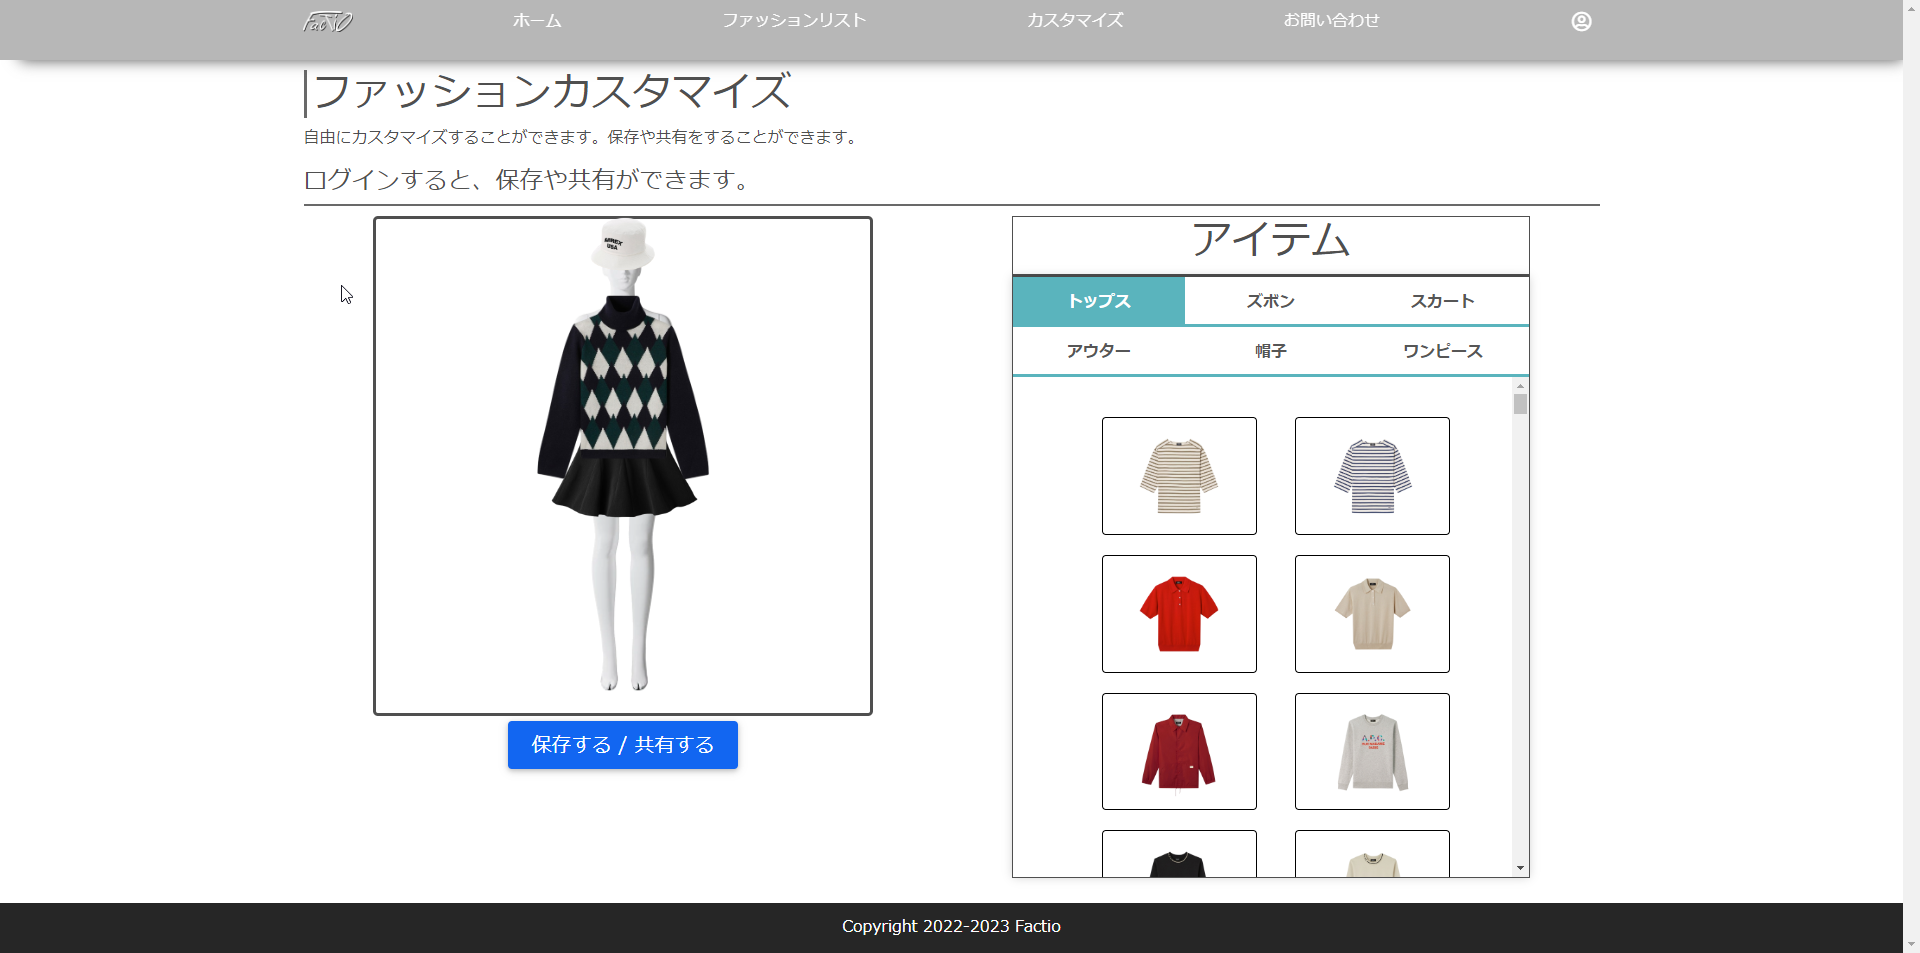 Factio
ホーム
ファッションリスト
カスタマイズ
お問い合わせ
ファッションカスタマイズ
自由にカスタマイズすることができます。保存や共有をすることができます。
ログインすると、保存や共有ができます。
アイテム
トップス
ズボン
スカート
アウター
帽子
ワンピース
USA
A.P.C.
保存する / 共有する
Copyright 2022-2023 Factio